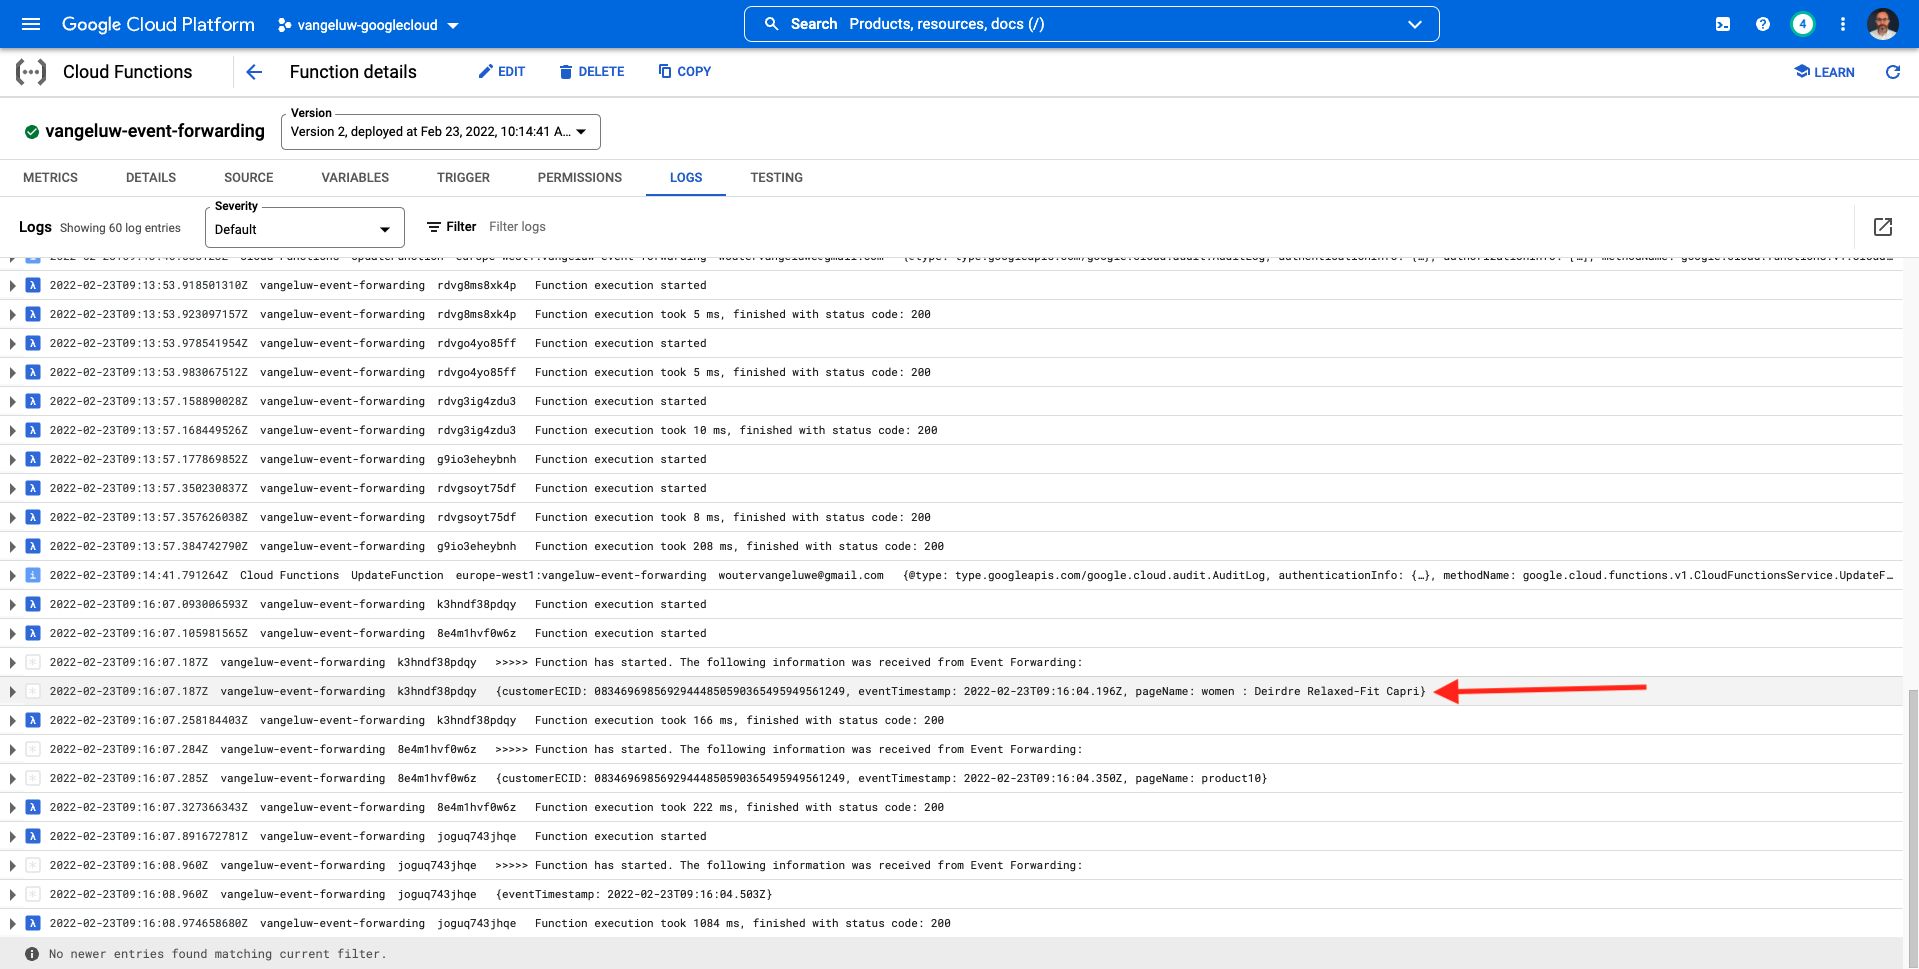 Google Cloud Platform vangeluw-googlecloud Search Products, resources, docs (/) 4
Cloud Functions Function details EDIT DELETE COPY LEARN
vangeluw-event-forwarding
Version
Version 2, deployed at Feb 23, 2022, 10:14:41 A...
METRICS DETAILS SOURCE VARIABLES TRIGGER PERMISSIONS LOGS TESTING
Logs Showing 60 log entries
Severity
Default
Filter Filter logs
2022-02-23T09:13:53.918501310Z vangeluw-event-forwarding rdvg8ms8xk4p Function execution started
2022-02-23T09:13:53.923097157Z vangeluw-event-forwarding rdvg8ms8xk4p Function execution took 5 ms, finished with status code: 200
2022-02-23T09:13:53.978541954Z vangeluw-event-forwarding rdvgo4yo85ff Function execution started
2022-02-23T09:13:53.983067512Z vangeluw-event-forwarding rdvgo4yo85ff Function execution took 5 ms, finished with status code: 200
2022-02-23T09:13:57.158890028Z vangeluw-event-forwarding rdvg3ig4zdu3 Function execution started
2022-02-23T09:13:57.168449526Z vangeluw-event-forwarding rdvg3ig4zdu3 Function execution took 10 ms, finished with status code: 200
2022-02-23T09:13:57.177869852Z vangeluw-event-forwarding g9io3eheybnh Function execution started
2022-02-23T09:13:57.350230837Z vangeluw-event-forwarding rdvgsoyt75df Function execution started
2022-02-23T09:13:57.357626038Z vangeluw-event-forwarding rdvgsoyt75df Function execution took 8 ms, finished with status code: 200
2022-02-23T09:13:57.384742790Z vangeluw-event-forwarding g9io3eheybnh Function execution took 208 ms, finished with status code: 200
2022-02-23T09:14:41.791264Z Cloud Functions UpdateFunction europe-west1:vangeluw-event-forwarding woutervangeluwe@gmail.com {@type: type.googleapis.com/google.cloud.audit.AuditLog, authenticationInfo: {…}, methodName: google.cloud.functions.v1.CloudFunctionsService.UpdateF…
2022-02-23T09:16:07.093006593Z vangeluw-event-forwarding k3hndf38pdqy Function execution started
2022-02-23T09:16:07.105981565Z vangeluw-event-forwarding 8e4m1hvf0w6z Function execution started
2022-02-23T09:16:07.187Z vangeluw-event-forwarding k3hndf38pdqy >>>>> Function has started. The following information was received from Event Forwarding:
2022-02-23T09:16:07.187Z vangeluw-event-forwarding k3hndf38pdqy {customerECID: 08346969856929444850590365495949561249, eventTimestamp: 2022-02-23T09:16:04.196Z, pageName: women : Deirdre Relaxed-Fit Capri}
2022-02-23T09:16:07.258184403Z vangeluw-event-forwarding k3hndf38pdqy Function execution took 166 ms, finished with status code: 200
2022-02-23T09:16:07.284Z vangeluw-event-forwarding 8e4m1hvf0w6z >>>>> Function has started. The following information was received from Event Forwarding:
2022-02-23T09:16:07.285Z vangeluw-event-forwarding 8e4m1hvf0w6z {customerECID: 08346969856929444850590365495949561249, eventTimestamp: 2022-02-23T09:16:04.350Z, pageName: product10}
2022-02-23T09:16:07.327366343Z vangeluw-event-forwarding 8e4m1hvf0w6z Function execution took 222 ms, finished with status code: 200
2022-02-23T09:16:07.891672781Z vangeluw-event-forwarding joguq743jhqe Function execution started
2022-02-23T09:16:08.960Z vangeluw-event-forwarding joguq743jhqe >>>>> Function has started. The following information was received from Event Forwarding:
2022-02-23T09:16:08.960Z vangeluw-event-forwarding joguq743jhqe {eventTimestamp: 2022-02-23T09:16:04.503Z}
2022-02-23T09:16:08.974658680Z vangeluw-event-forwarding joguq743jhqe Function execution took 1084 ms, finished with status code: 200
No newer entries found matching current filter.